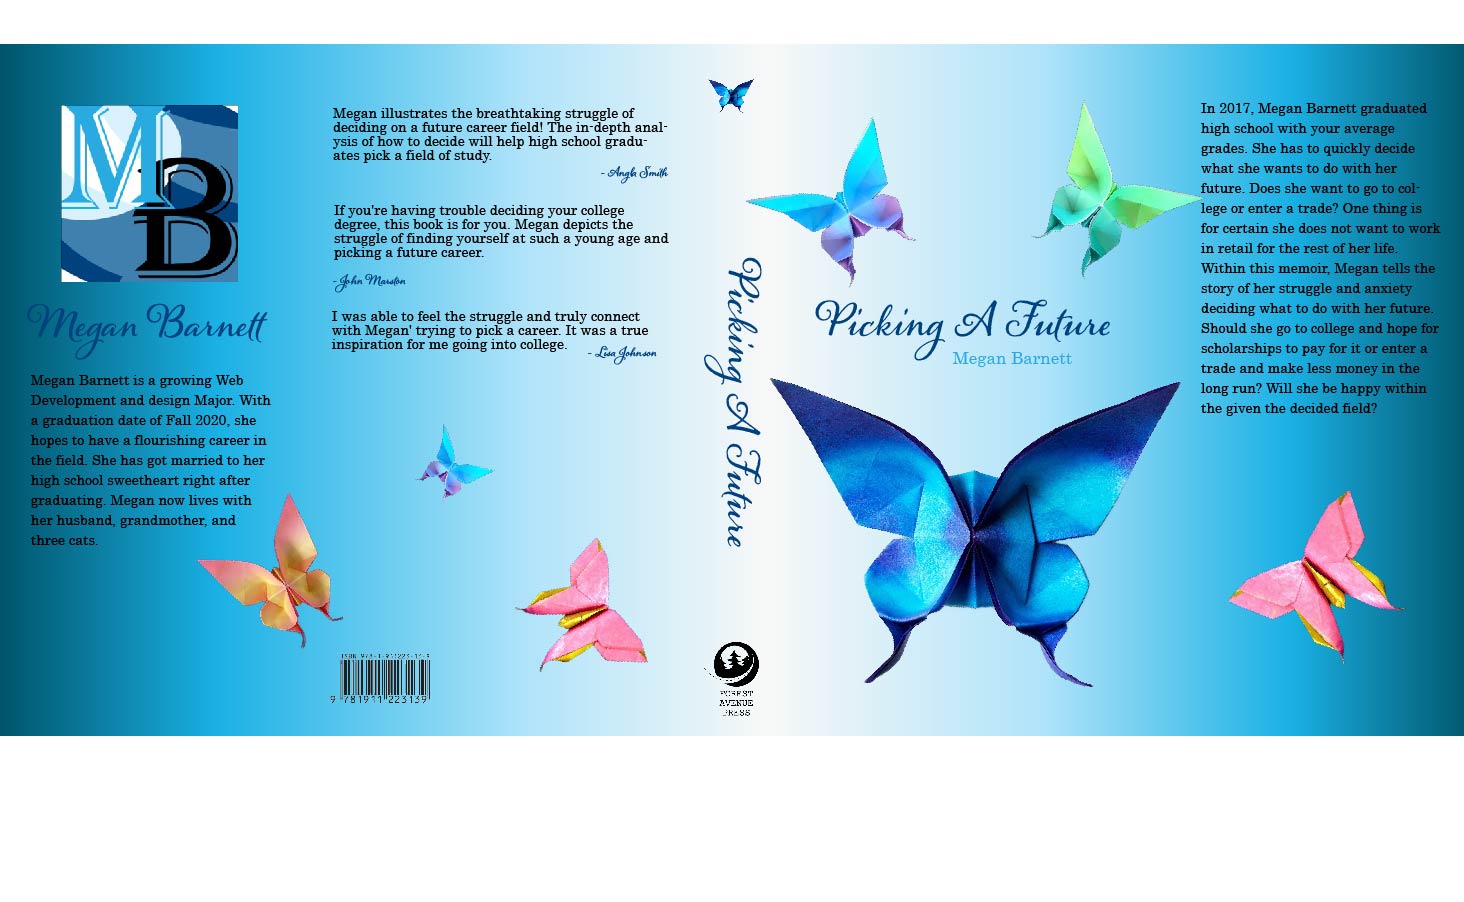 MB
Megan Barnett
Megan Barnett is a growing Web
Development and design Major. With
a graduation date of Fall 2020, she
hopes to have a flourishing career in
the field. She has got married to her
high school sweetheart right after
graduating. Megan now lives with
her husband, grandmother, and
three cats.
Megan illustrates the breathtaking struggle of
deciding on a future career field! The in-depth anal-
ysis of how to decide will help high school gradu-
ates pick a field of study.
- Angla Smith
If you're having trouble deciding your college
degree, this book is for you. Megan depicts the
struggle of finding yourself at such a young age and
picking a future career.
- John Marston
I was able to feel the struggle and truly connect
with Megan' trying to pick a career. It was a true
inspiration for me going into college.
- Lisa Johnson
9 781911 223139
Picking A Future
FOREST
AVENUE
PRESS
Picking A Future
Megan Barnett
In 2017, Megan Barnett graduated
high school with your average
grades. She has to quickly decide
what she wants to do with her
future. Does she want to go to col-
lege or enter a trade? One thing is
for certain she does not want to work
in retail for the rest of her life.
Within this memoir, Megan tells the
story of her struggle and anxiety
deciding what to do with her future.
Should she go to college and hope for
scholarships to pay for it or enter a
trade and make less money in the
long run? Will she be happy within
the given the decided field?